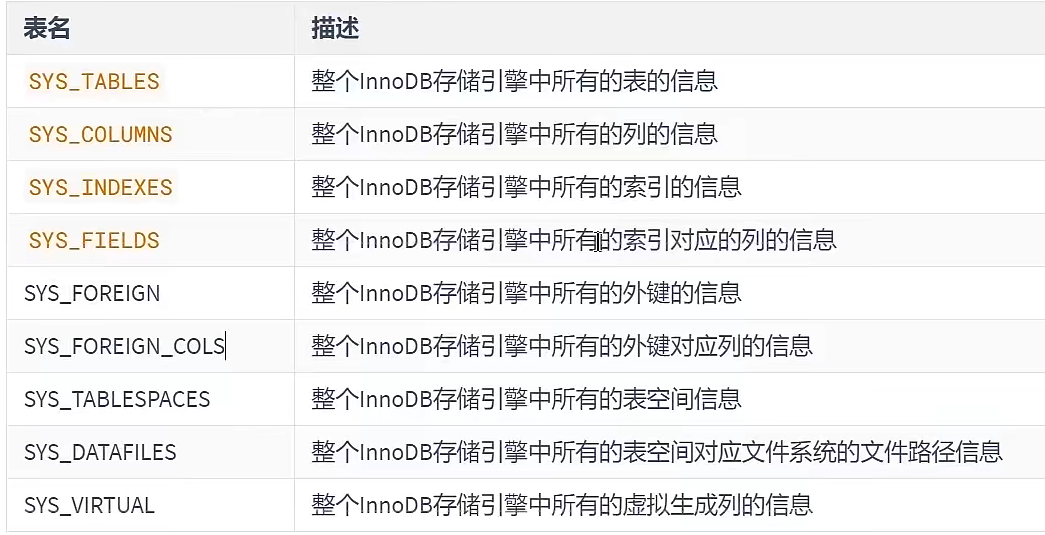 表名 描述
SYS_TABLES 整个InnoDB存储引擎中所有的表的信息
SYS_COLUMNS 整个InnoDB存储引擎中所有的列的信息
SYS_INDEXES 整个InnoDB存储引擎中所有的索引的信息
SYS_FIELDS 整个InnoDB存储引擎中所有的索引对应的列的信息
SYS_FOREIGN 整个InnoDB存储引擎中所有的外键的信息
SYS_FOREIGN_COLS 整个InnoDB存储引擎中所有的外键对应列的信息
SYS_TABLESPACES 整个InnoDB存储引擎中所有的表空间信息
SYS_DATAFILES 整个InnoDB存储引擎中所有的表空间对应文件系统的文件路径信息
SYS_VIRTUAL 整个InnoDB存储引擎中所有的虚拟生成列的信息